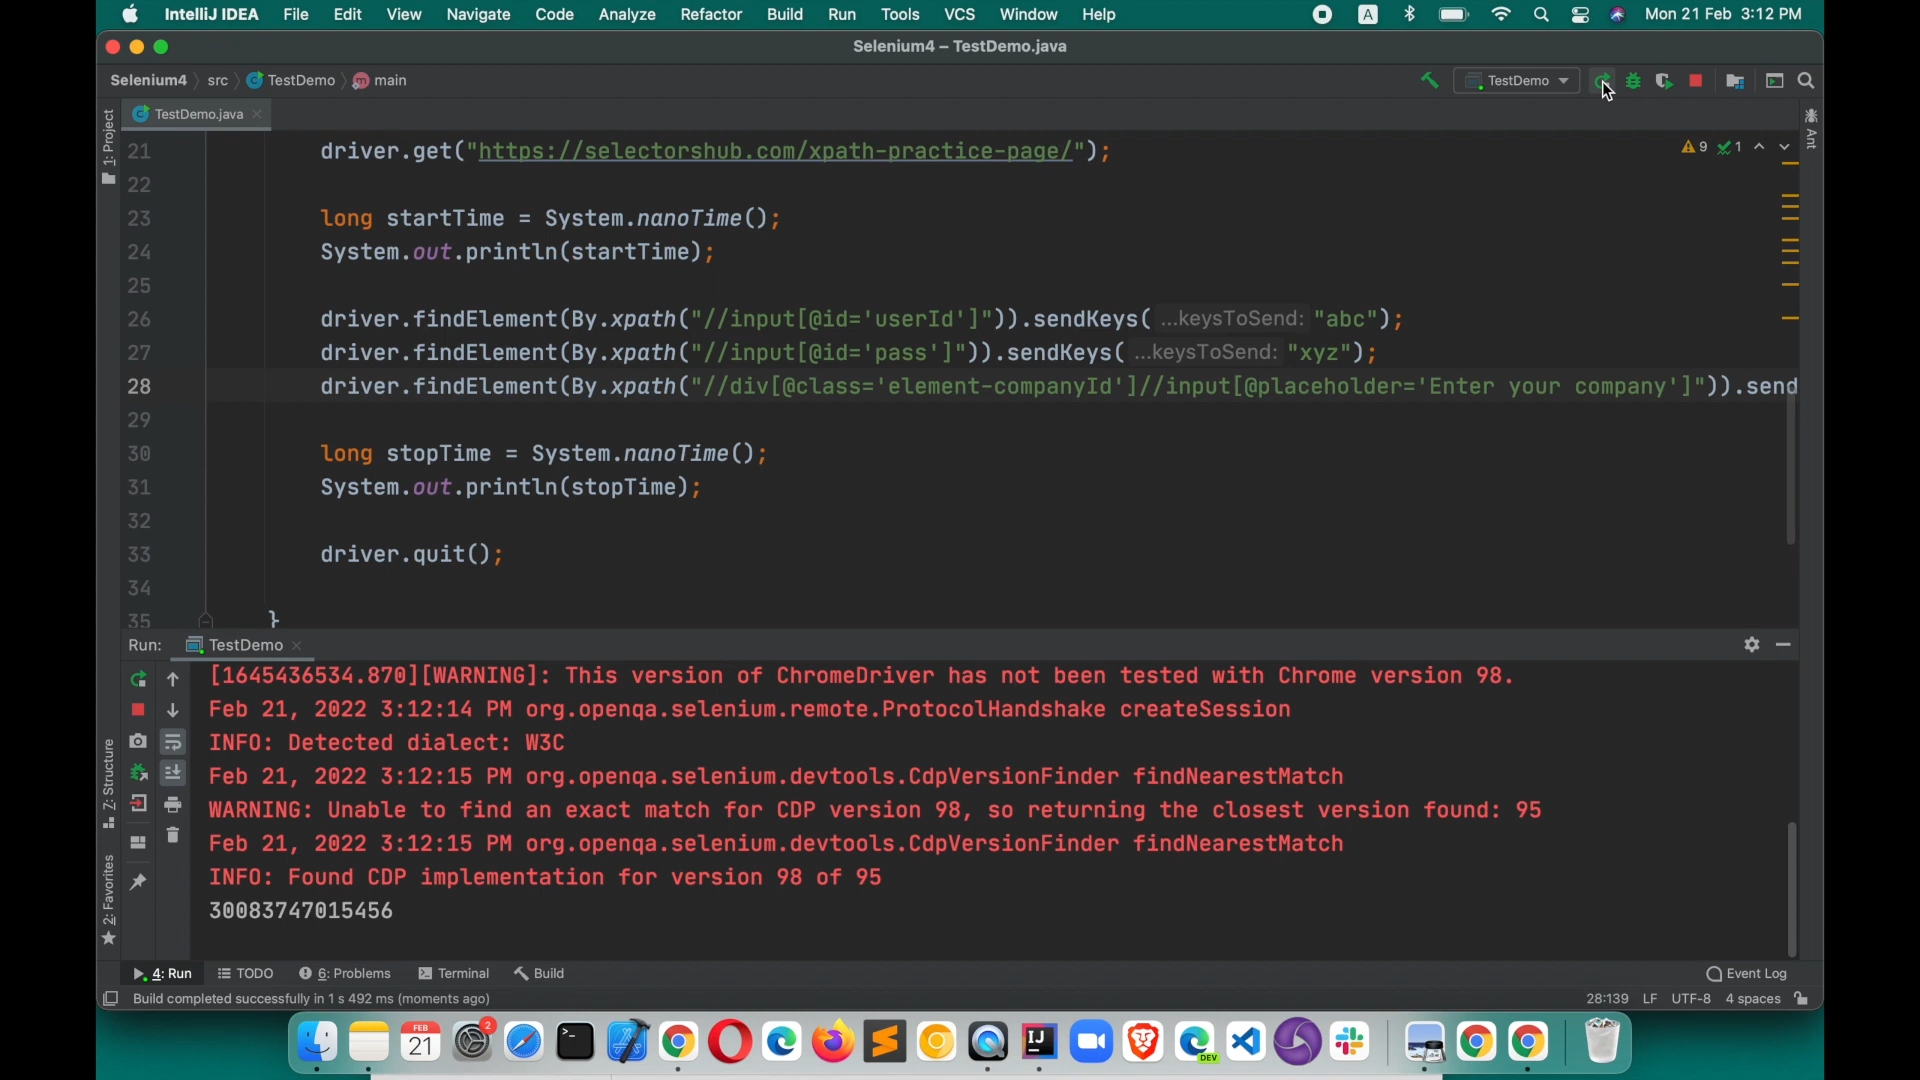 IntelliJ IDEA File Edit View Navigate Code Analyze Refactor Build Run Tools VCS Window Help A Mon 21 Feb 3:12 PM
Selenium4 – TestDemo.java
Selenium4 src TestDemo main TestDemo
TestDemo.java
1: Project
Ant
9 1
21 driver.get("https://selectorshub.com/xpath-practice-page/");
22
23 long startTime = System.nanoTime();
24 System.out.println(startTime);
25
26 driver.findElement(By.xpath("//input[@id='userId']")).sendKeys( ...keysToSend: "abc");
27 driver.findElement(By.xpath("//input[@id='pass']")).sendKeys( ...keysToSend: "xyz");
28 driver.findElement(By.xpath("//div[@class='element-companyId']//input[@placeholder='Enter your company']")).send
29
30 long stopTime = System.nanoTime();
31 System.out.println(stopTime);
32
33 driver.quit();
34
35 }
Run: TestDemo
[1645436534.870][WARNING]: This version of ChromeDriver has not been tested with Chrome version 98.
Feb 21, 2022 3:12:14 PM org.openqa.selenium.remote.ProtocolHandshake createSession
INFO: Detected dialect: W3C
Feb 21, 2022 3:12:15 PM org.openqa.selenium.devtools.CdpVersionFinder findNearestMatch
WARNING: Unable to find an exact match for CDP version 98, so returning the closest version found: 95
Feb 21, 2022 3:12:15 PM org.openqa.selenium.devtools.CdpVersionFinder findNearestMatch
INFO: Found CDP implementation for version 98 of 95
30083747015456
Z: Structure
2: Favorites
4: Run TODO 6: Problems Terminal Build Event Log
Build completed successfully in 1 s 492 ms (moments ago) 28:139 LF UTF-8 4 spaces
FEB
21
2
IJ
DEV